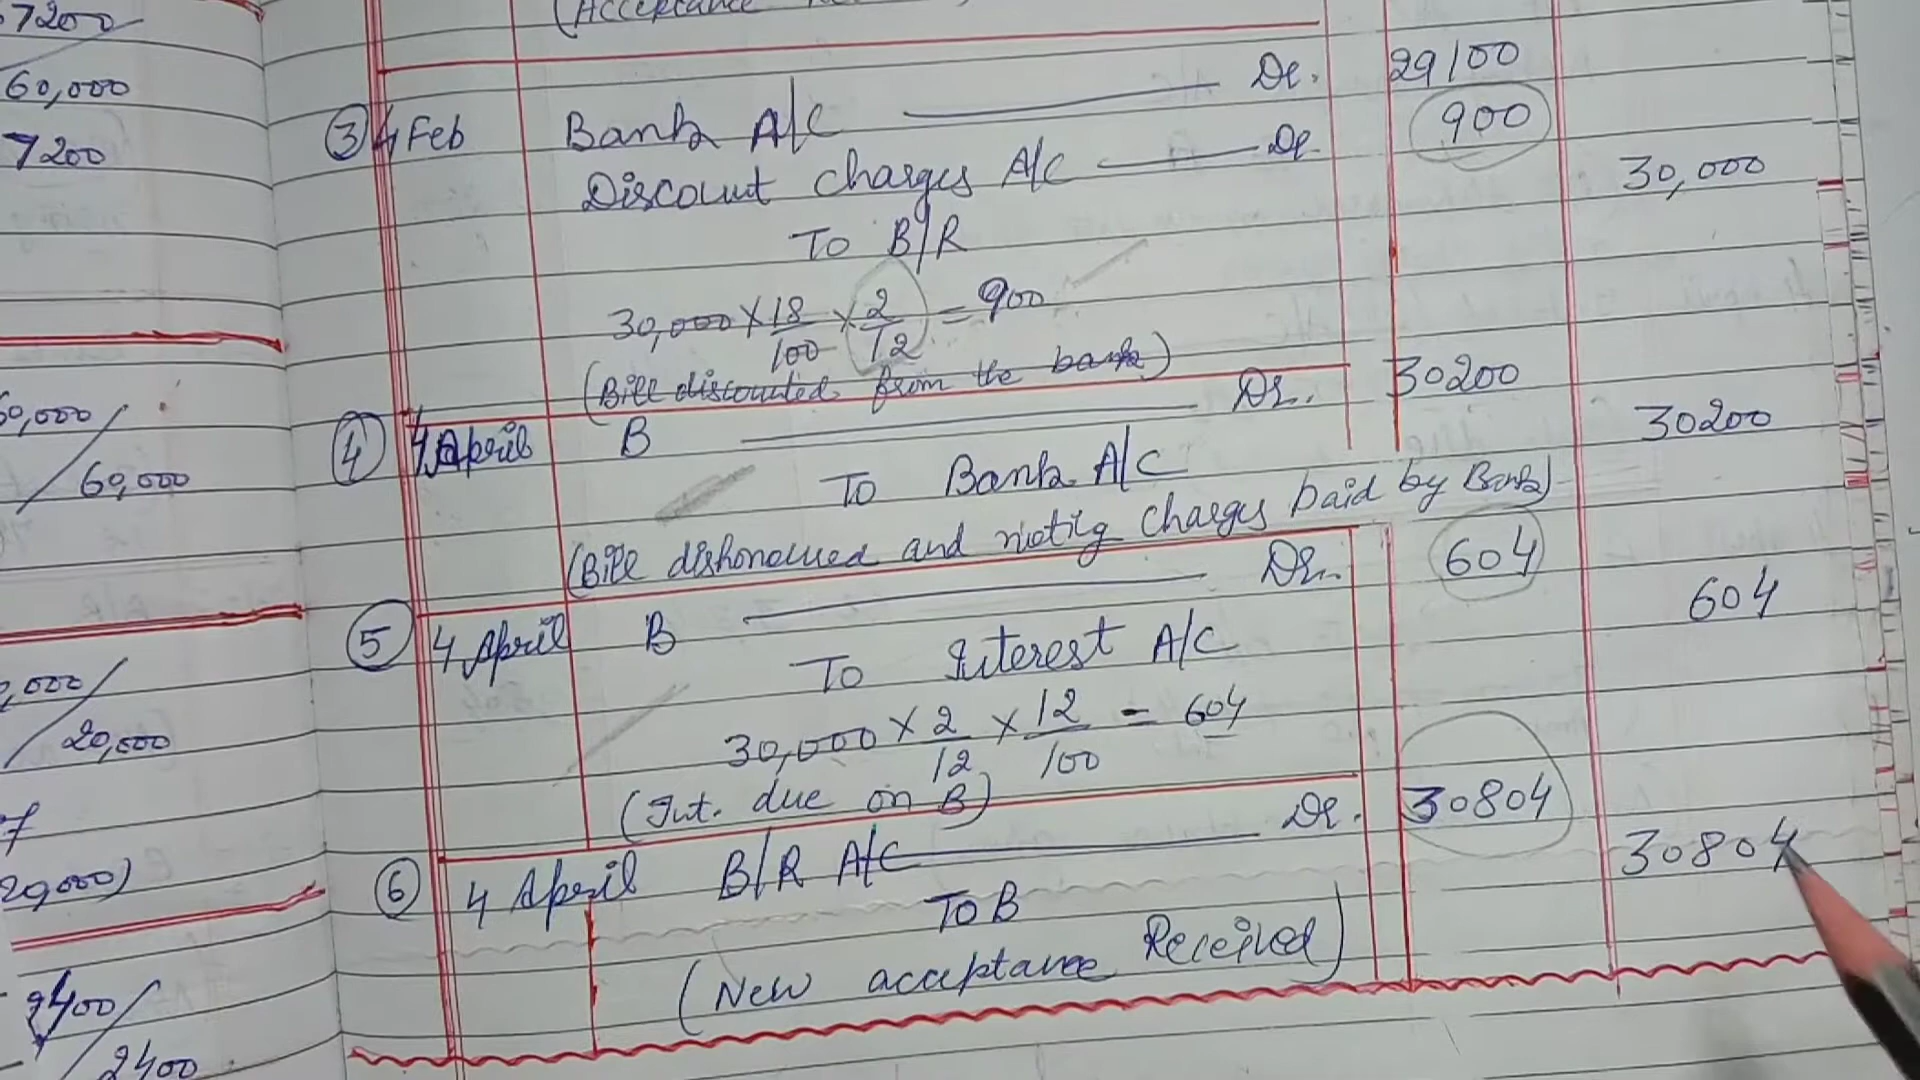 7200
60,000
7200
60,000
20,000
20,000)
2400
2400
(Acceptance
③ 4 Feb Bank A/C Dr. 29100
Discount charges A/C Dr. 900
To B/R 30,000
30,000 × 18/100 × 2/12 = 900
(Bill discounted from the bank)
④ 4 April B Dr. 30200
To Bank A/C 30200
(Bill dishonoured and noting charges paid by Bank)
⑤ 4 April B Dr. 604
To Interest A/C 604
30,000 × 2/12 × 12/100 = 604
(Int. due on B)
⑥ 4 April B/R A/C Dr. 30804
To B 30804
(New acceptance Received)